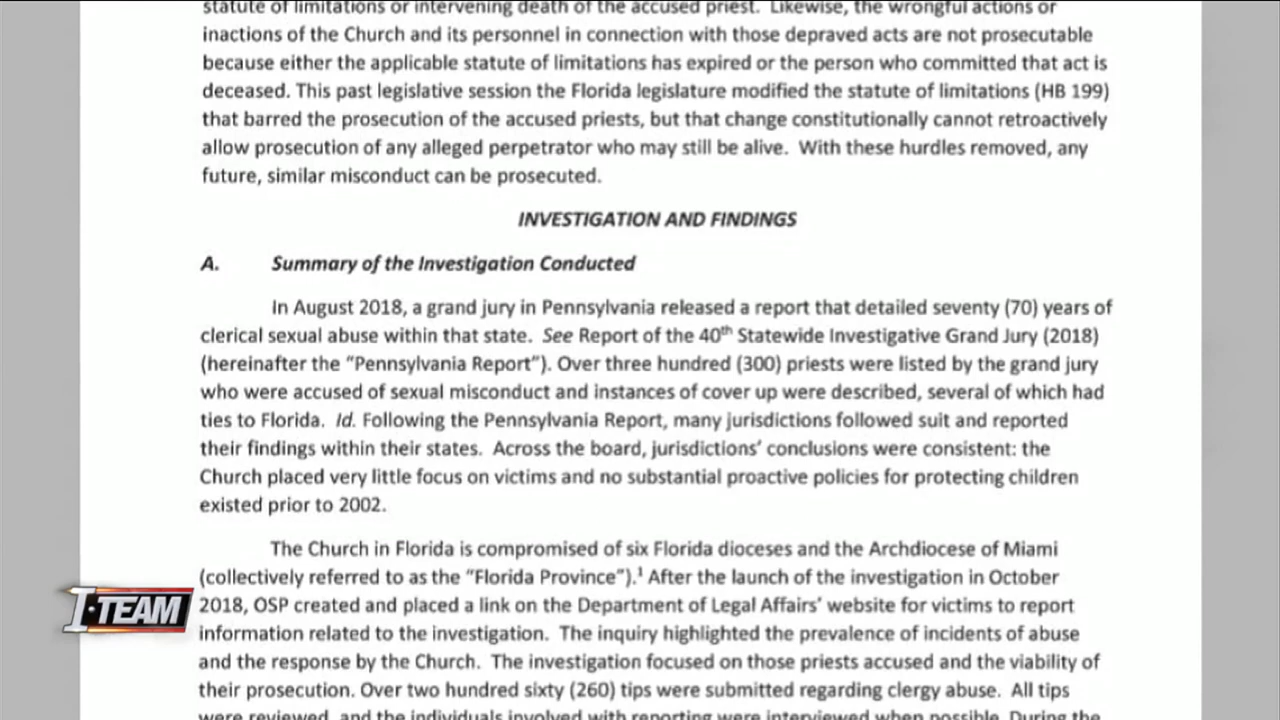 statute of limitations or intervening death of the accused priest.  Likewise, the wrongful actions or
inactions of the Church and its personnel in connection with those depraved acts are not prosecutable
because either the applicable statute of limitations has expired or the person who committed that act is
deceased. This past legislative session the Florida legislature modified the statute of limitations (HB 199)
that barred the prosecution of the accused priests, but that change constitutionally cannot retroactively
allow prosecution of any alleged perpetrator who may still be alive.  With these hurdles removed, any
future, similar misconduct can be prosecuted.
INVESTIGATION AND FINDINGS
A. Summary of the Investigation Conducted
In August 2018, a grand jury in Pennsylvania released a report that detailed seventy (70) years of
clerical sexual abuse within that state.  See Report of the 40th Statewide Investigative Grand Jury (2018)
(hereinafter the "Pennsylvania Report"). Over three hundred (300) priests were listed by the grand jury
who were accused of sexual misconduct and instances of cover up were described, several of which had
ties to Florida.  Id. Following the Pennsylvania Report, many jurisdictions followed suit and reported
their findings within their states.  Across the board, jurisdictions' conclusions were consistent: the
Church placed very little focus on victims and no substantial proactive policies for protecting children
existed prior to 2002.
The Church in Florida is compromised of six Florida dioceses and the Archdiocese of Miami
(collectively referred to as the "Florida Province").¹ After the launch of the investigation in October
2018, OSP created and placed a link on the Department of Legal Affairs' website for victims to report
information related to the investigation.  The inquiry highlighted the prevalence of incidents of abuse
and the response by the Church.  The investigation focused on those priests accused and the viability of
their prosecution. Over two hundred sixty (260) tips were submitted regarding clergy abuse.  All tips
were reviewed, and the individuals involved with reporting were interviewed when possible. During the
I·TEAM